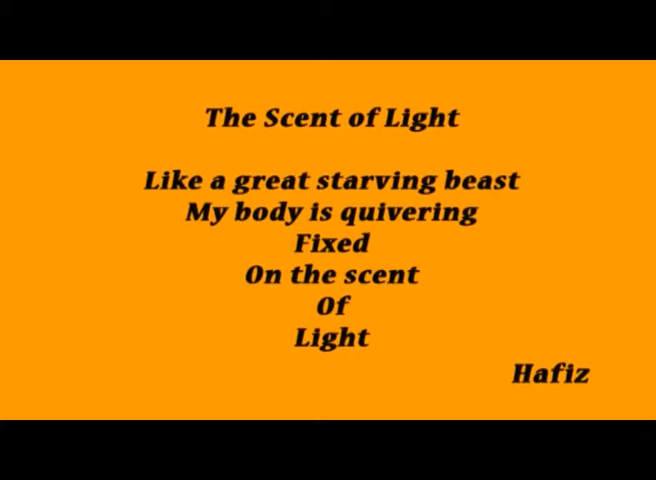 The Scent of Light
Like a great starving beast
My body is quivering
Fixed
On the scent
Of
Light
Hafiz